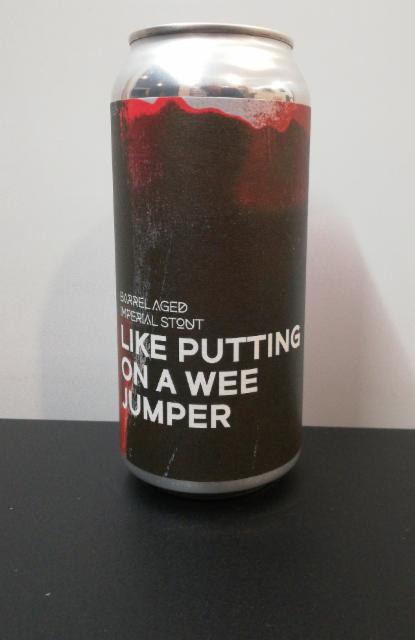 BARREL AGED
IMPERIAL STOUT
LIKE PUTTING
ON A WEE
JUMPER